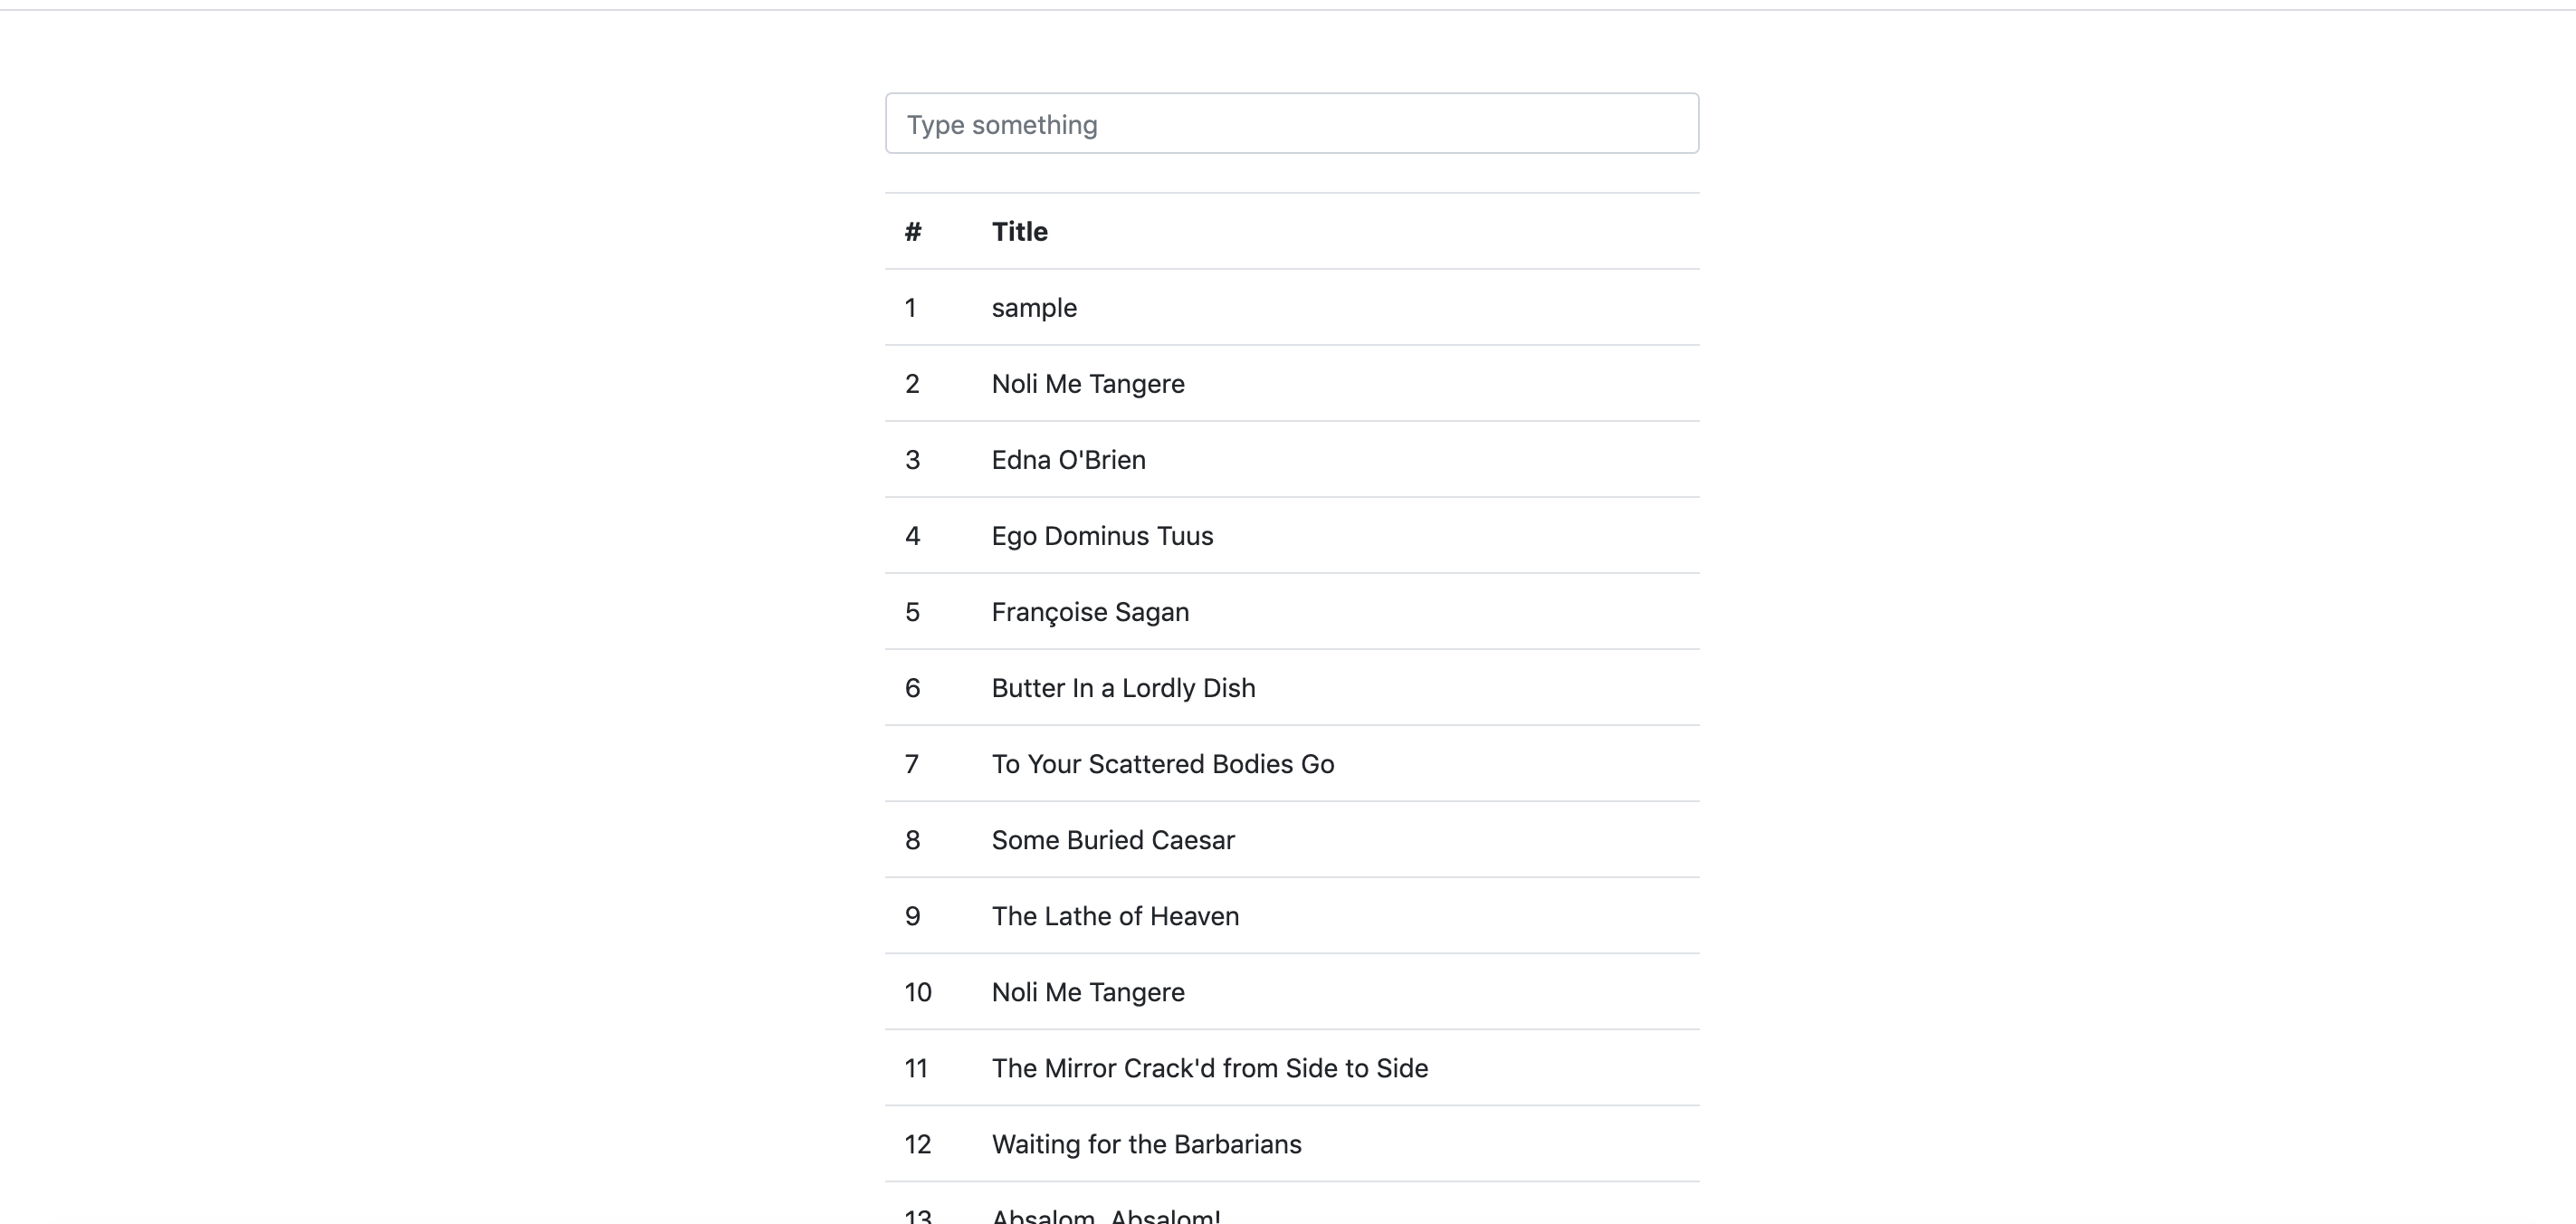 Type something
# Title
1 sample
2 Noli Me Tangere
3 Edna O'Brien
4 Ego Dominus Tuus
5 Françoise Sagan
6 Butter In a Lordly Dish
7 To Your Scattered Bodies Go
8 Some Buried Caesar
9 The Lathe of Heaven
10 Noli Me Tangere
11 The Mirror Crack'd from Side to Side
12 Waiting for the Barbarians
13 Absalom, Absalom!